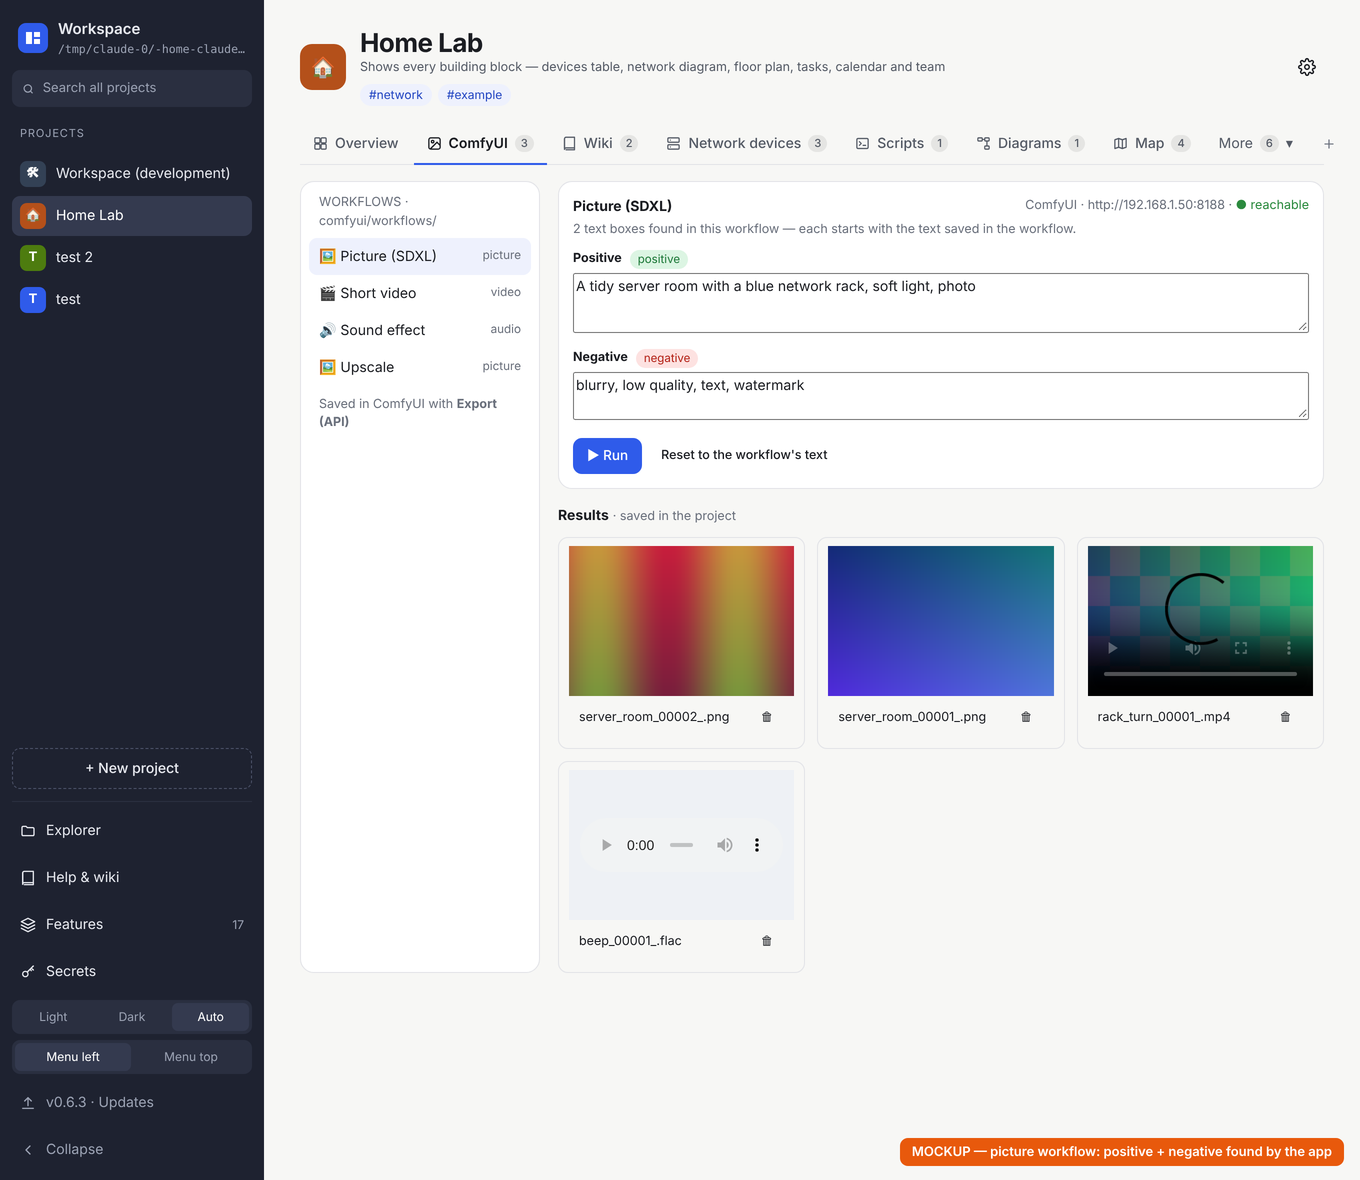 Workspace
/tmp/claude-0/-home-claude…
Search all projects
PROJECTS
Workspace (development)
Home Lab
T test 2
T test
+ New project
Explorer
Help & wiki
Features 17
Secrets
Light Dark Auto
Menu left Menu top
v0.6.3 · Updates
Collapse
Home Lab
Shows every building block — devices table, network diagram, floor plan, tasks, calendar and team
#network #example
Overview ComfyUI 3 Wiki 2 Network devices 3 Scripts 1 Diagrams 1 Map 4 More 6 ▾ +
WORKFLOWS ·
comfyui/workflows/
Picture (SDXL) picture
Short video video
Sound effect audio
Upscale picture
Saved in ComfyUI with Export
(API)
Picture (SDXL) ComfyUI · http://192.168.1.50:8188 · ● reachable
2 text boxes found in this workflow — each starts with the text saved in the workflow.
Positive positive
A tidy server room with a blue network rack, soft light, photo
Negative negative
blurry, low quality, text, watermark
▶ Run Reset to the workflow's text
Results · saved in the project
server_room_00002_.png
server_room_00001_.png
rack_turn_00001_.mp4
0:00
beep_00001_.flac
MOCKUP — picture workflow: positive + negative found by the app